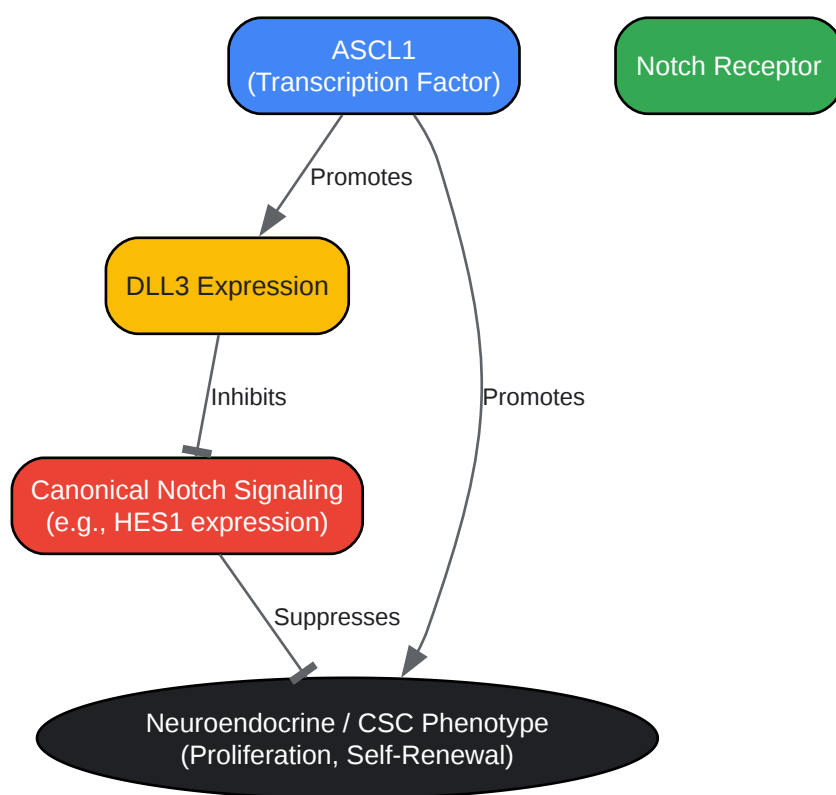 ASCL1
(Transcription Factor)
Notch Receptor
Promotes
DLL3 Expression
Inhibits
Promotes
Canonical Notch Signaling
(e.g., HES1 expression)
Suppresses
Neuroendocrine / CSC Phenotype
(Proliferation, Self-Renewal)